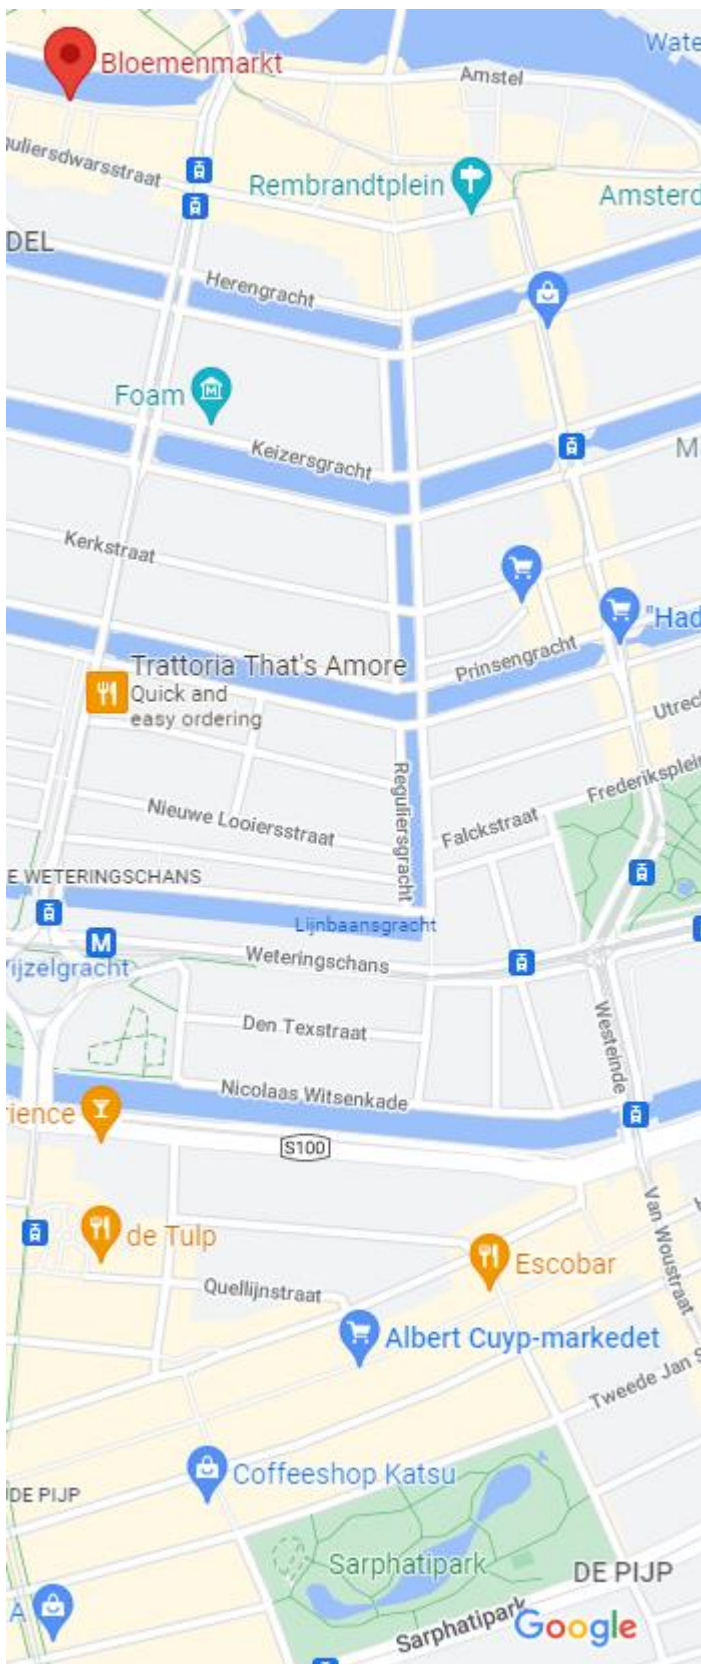 Wate
Bloemenmarkt
Amstel
uliersdwarsstraat
Rembrandtplein
Amsterd
DEL
Herengracht
Foam
Keizersgracht
M
Kerkstraat
"Had
Trattoria That's Amore
Quick and
easy ordering
Prinsengracht
Utrec
Frederiksplein
Reguliersgracht
Nieuwe Looiersstraat
Falckstraat
E WETERINGSCHANS
Lijnbaansgracht
M
Weteringschans
ijzelgracht
Den Texstraat
Westeinde
Nicolaas Witsenkade
rience
S100
de Tulp
Van Woustraat
Escobar
Quellijnstraat
Albert Cuyp-markedet
Tweede Jan S
Coffeeshop Katsu
DE PIJP
Sarphatipark
DE PIJP
A
Sarphatipark
Google